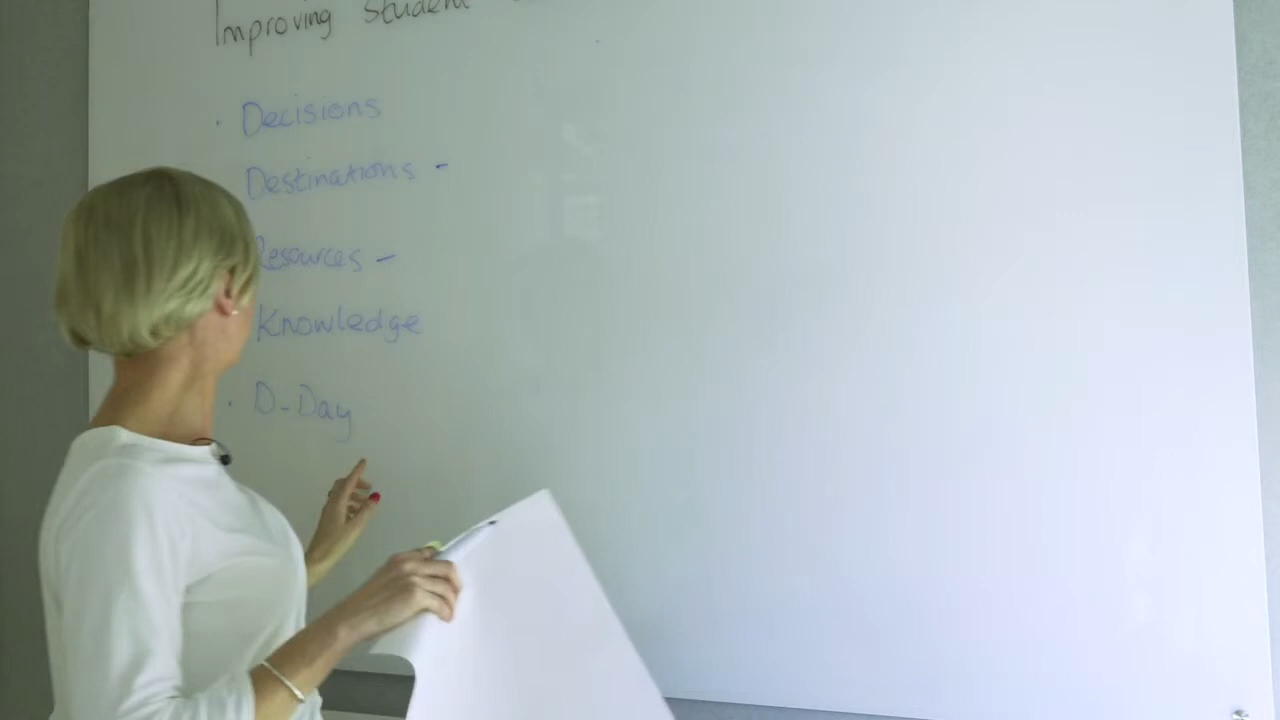 Improving Student
· Decisions
Destinations -
Resources -
Knowledge
· D-Day